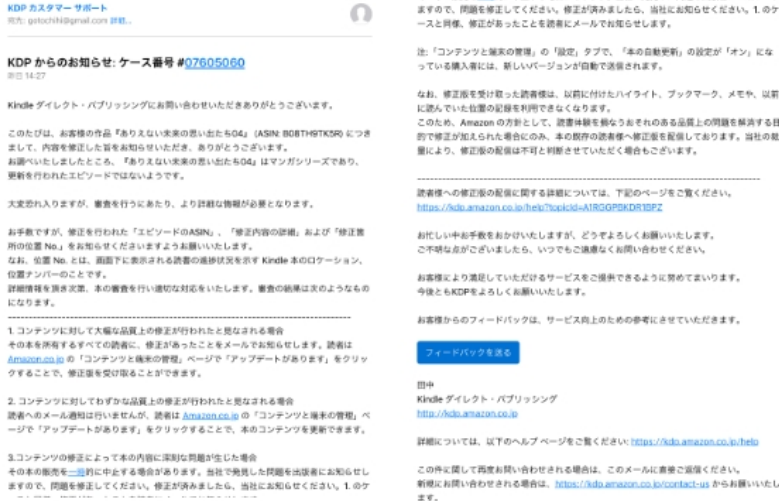 KDP カスタマー サポート
宛先: gotochihi@gmail.com 詳細...
KDP からのお知らせ: ケース番号 #07605060
昨日 14:27
Kindle ダイレクト・パブリッシングにお問い合わせいただきありがとうございます。
このたびは、お客様の作品『ありえない未来の思い出たち04』 (ASIN: B08TH9TK5R) につき
まして、内容を修正した旨をお知らせいただき、ありがとうございます。
お調べいたしましたところ、『ありえない未来の思い出たち04』はマンガシリーズであり、
更新を行われたエピソードではないようです。
大変恐れ入りますが、審査を行うにあたり、より詳細な情報が必要となります。
お手数ですが、修正を行われた「エピソードのASIN」、「修正内容の詳細」および「修正箇
所の位置 No.」をお知らせくださいますようお願いいたします。
なお、位置 No. とは、画面下に表示される読書の進捗状況を示す Kindle 本のロケーション、
位置ナンバーのことです。
詳細情報を頂き次第、本の審査を行い適切な対応をいたします。審査の結果は次のようなもの
になります。
--------------------------------------------------------------------------------
1. コンテンツに対して大幅な品質上の修正が行われたと見なされる場合
その本を所有するすべての読者に、修正があったことをメールでお知らせします。読者は
Amazon.co.jp の「コンテンツと端末の管理」ページで「アップデートがあります」をクリッ
クすることで、修正版を受け取ることができます。
2. コンテンツに対してわずかな品質上の修正が行われたと見なされる場合
読者へのメール通知は行いませんが、読者は Amazon.co.jp の「コンテンツと端末の管理」ペ
ージで「アップデートがあります」をクリックすることで、本のコンテンツを更新できます。
3.コンテンツの修正によって本の内容に深刻な問題が生じた場合
その本の販売を一時的に中止する場合があります。当社で発見した問題を出版者にお知らせし
ますので、問題を修正してください。修正が済みましたら、当社にお知らせください。1. のケ
ますので、問題を修正してください。修正が済みましたら、当社にお知らせください。1. のケ
ースと同様、修正があったことを読者にメールでお知らせします。
注:「コンテンツと端末の管理」の「設定」タブで、「本の自動更新」の設定が「オン」にな
っている購入者には、新しいバージョンが自動で送信されます。
なお、修正版を受け取った読者様は、以前に付けたハイライト、ブックマーク、メモや、以前
に読んでいた位置の記録を利用できなくなります。
このため、Amazon の方針として、読書体験を損なうおそれのある品質上の問題を解消する目
的で修正が加えられた場合にのみ、本の既存の読者様へ修正版を配信しております。当社の裁
量により、修正版の配信は不可と判断させていただく場合もございます。
--------------------------------------------------------------------------------
読者様への修正版の配信に関する詳細については、下記のページをご覧ください。
https://kdp.amazon.co.jp/help?topicId=A1RGGPBKDR1BPZ
お忙しい中お手数をおかけいたしますが、どうぞよろしくお願いいたします。
ご不明な点がございましたら、いつでもご遠慮なくお問い合わせください。
お客様により満足していただけるサービスをご提供できるように努めてまいります。
今後ともKDPをよろしくお願いいたします。
お客様からのフィードバックは、サービス向上のための参考にさせていただきます。
フィードバックを送る
田中
Kindle ダイレクト・パブリッシング
http://kdp.amazon.co.jp
詳細については、以下のヘルプ ページをご覧ください: https://kdp.amazon.co.jp/help
この件に関して再度お問い合わせされる場合は、このメールに直接ご返信ください。
新規にお問い合わせされる場合は、https://kdp.amazon.co.jp/contact-us からお願いいたし
ます。